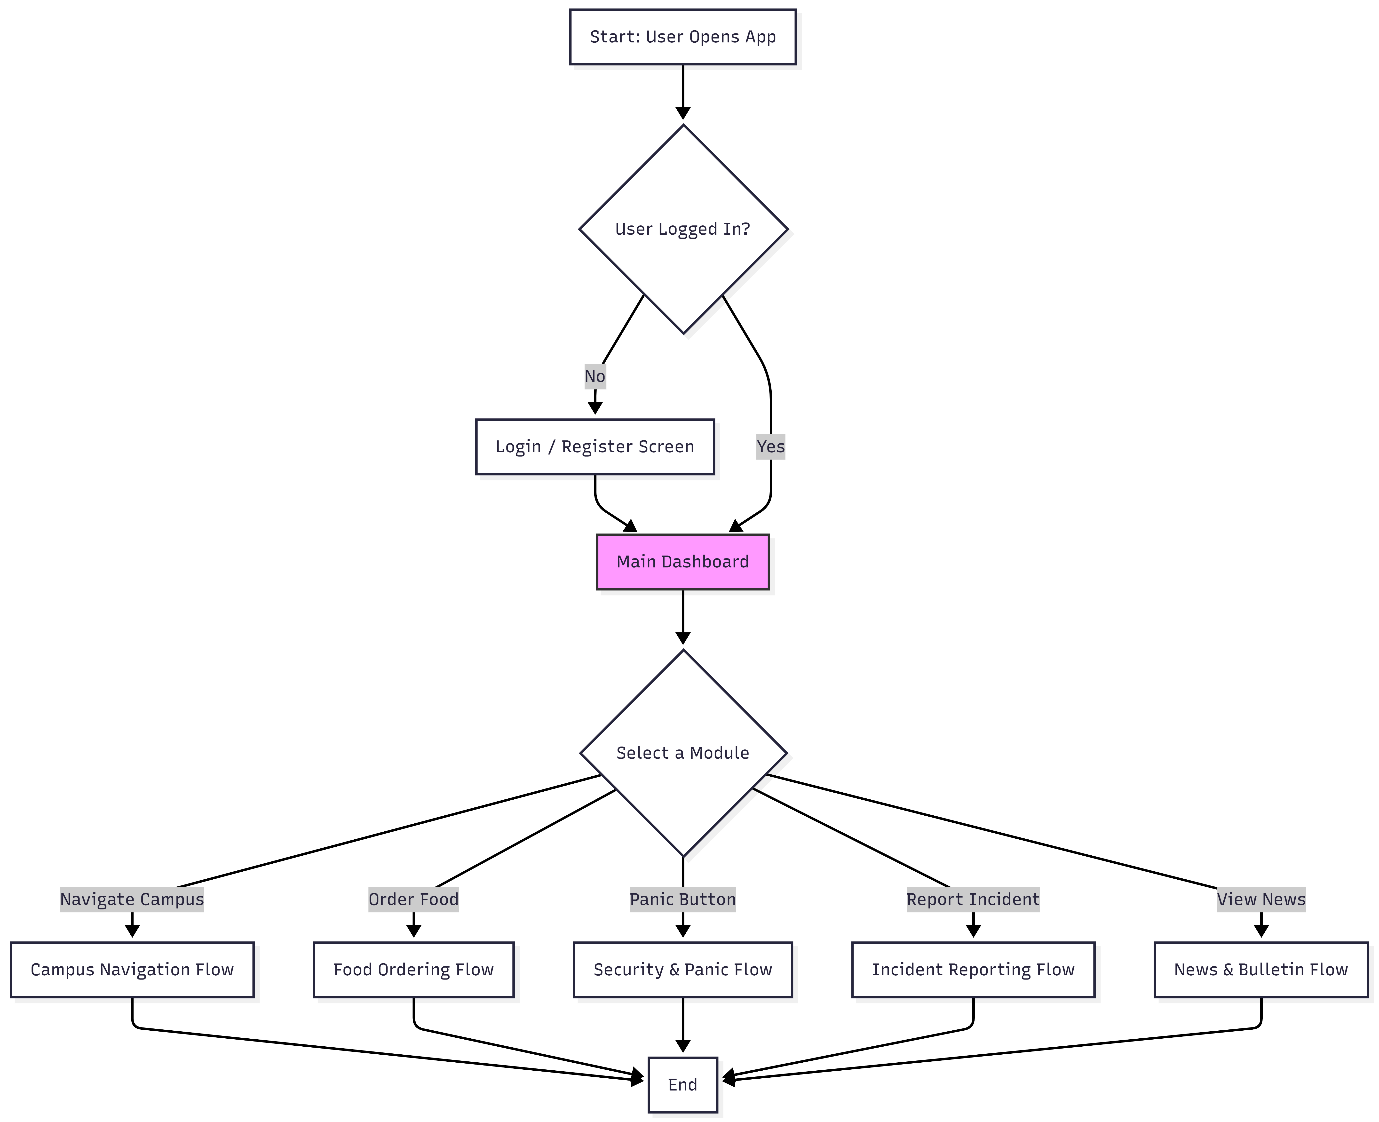 Start: User Opens App
User Logged In?
No
Login / Register Screen
Yes
Main Dashboard
Select a Module
Navigate Campus
Order Food
Panic Button
Report Incident
View News
Campus Navigation Flow
Food Ordering Flow
Security & Panic Flow
Incident Reporting Flow
News & Bulletin Flow
End